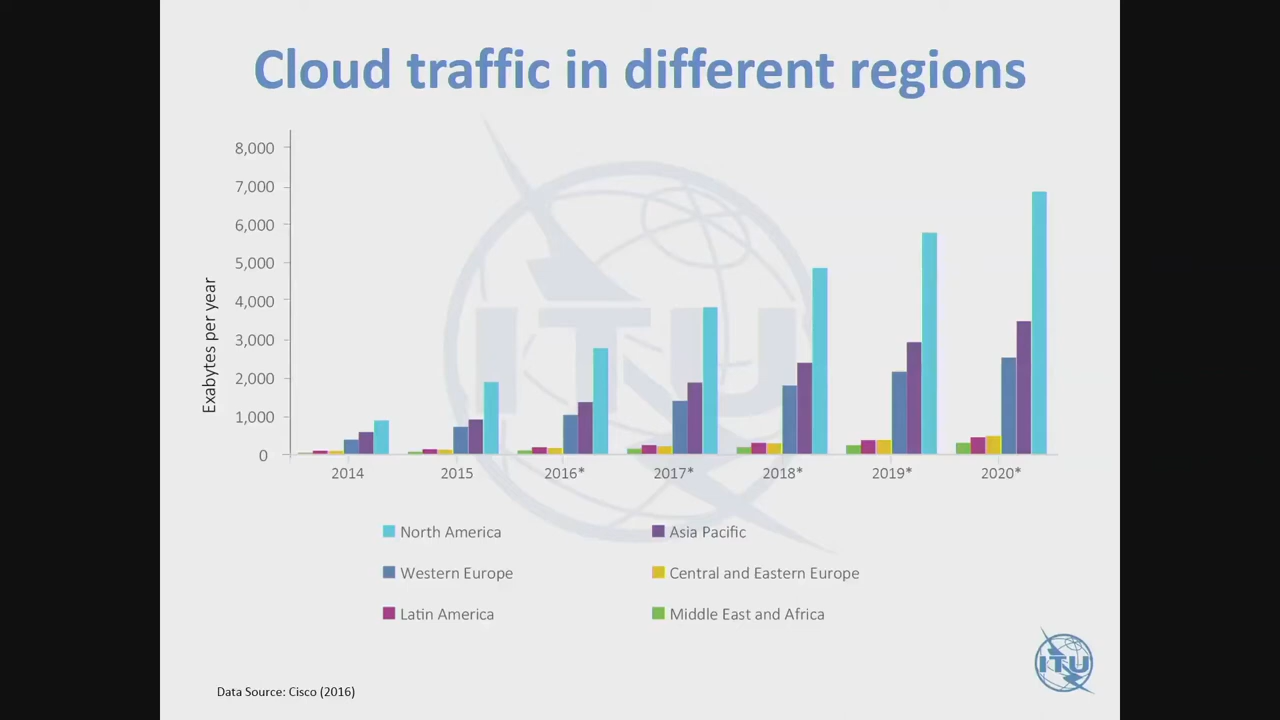 Cloud traffic in different regions
Exabytes per year
8,000
7,000
6,000
5,000
4,000
3,000
2,000
1,000
0
2014 2015 2016* 2017* 2018* 2019* 2020*
North America Asia Pacific
Western Europe Central and Eastern Europe
Latin America Middle East and Africa
ITU
ITU
Data Source: Cisco (2016)